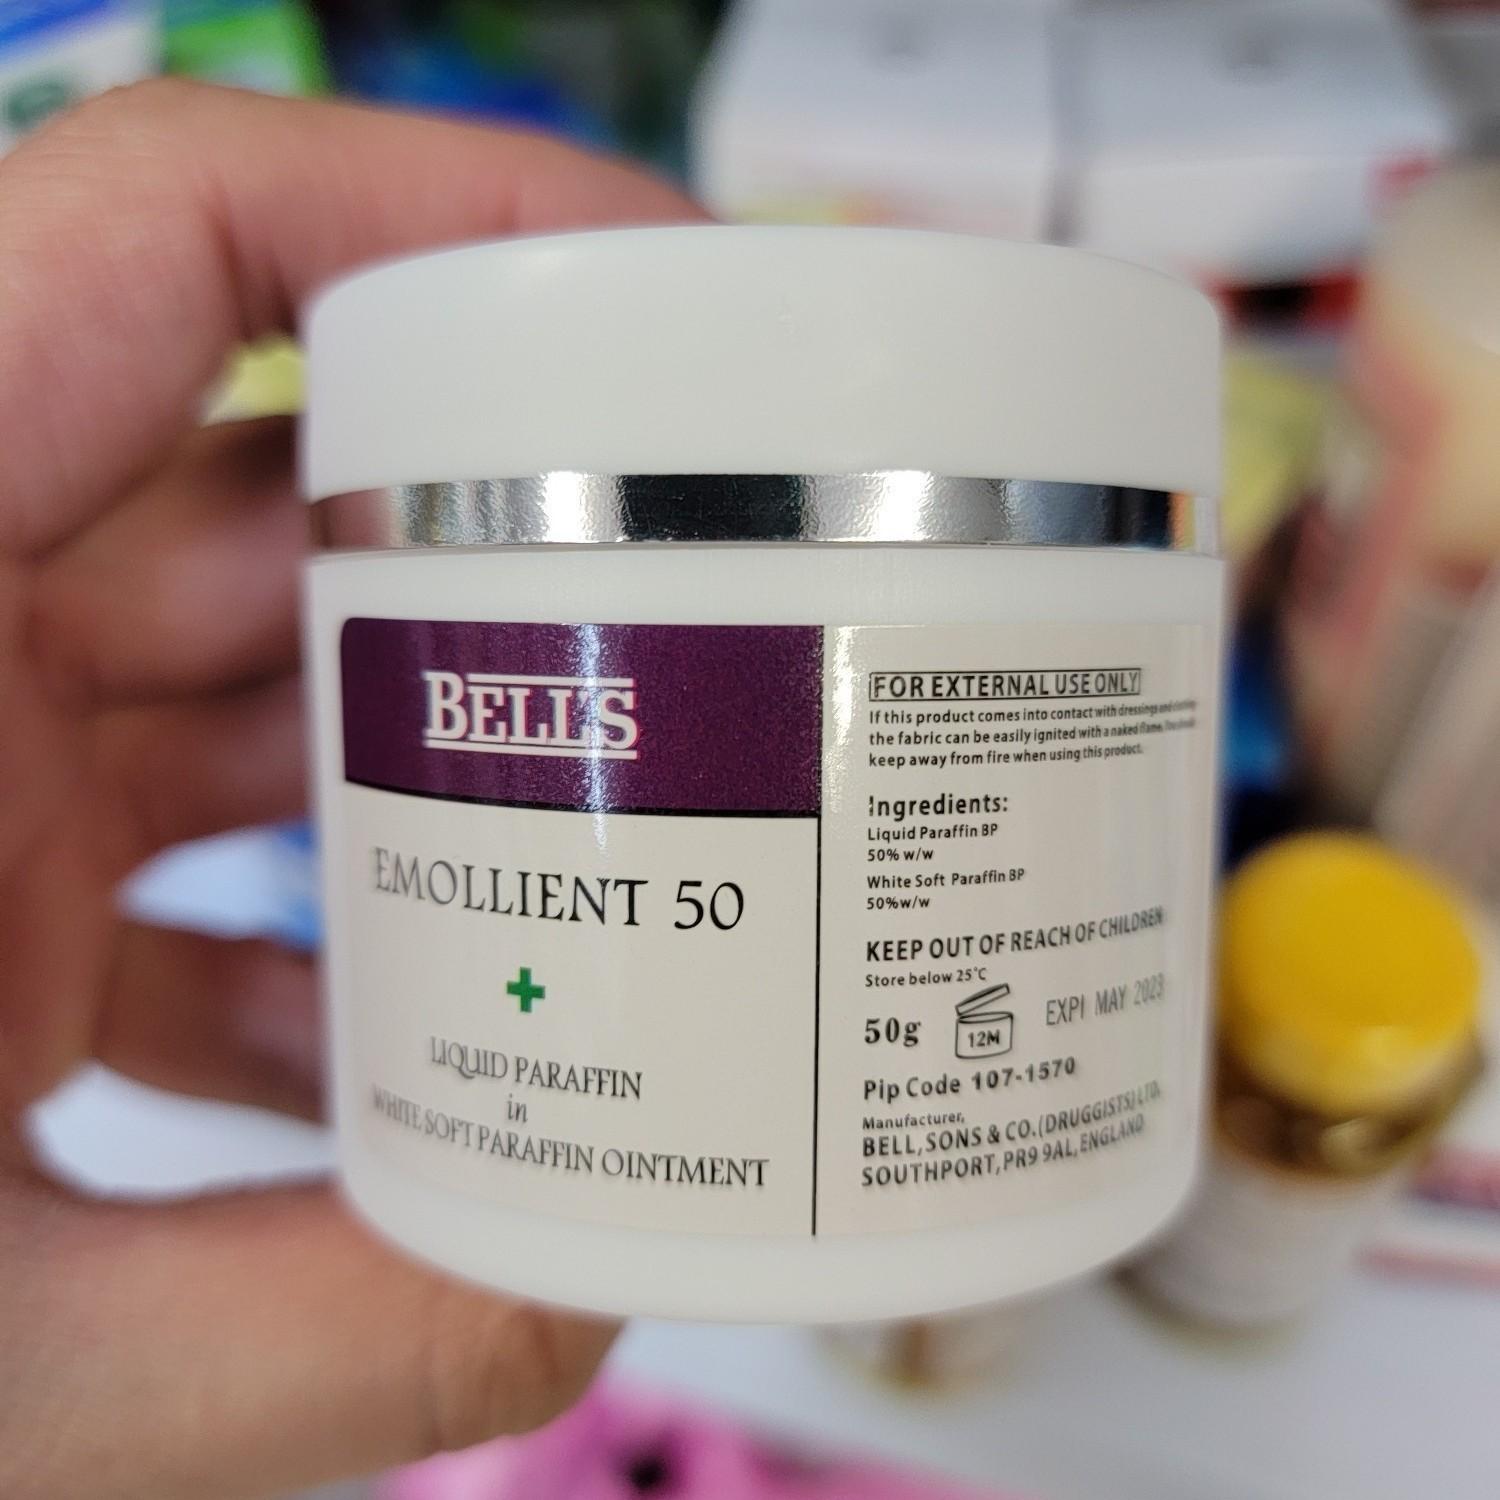 BELL'S
EMOLLIENT 50
LIQUID PARAFFIN
in
WHITE SOFT PARAFFIN OINTMENT
FOR EXTERNAL USE ONLY
If this product comes into contact with dressings and clothing
the fabric can be easily ignited with a naked flame.
keep away from fire when using this product.
Ingredients:
Liquid Paraffin BP
50% w/w
White Soft Paraffin BP
50%w/w
KEEP OUT OF REACH OF CHILDREN
Store below 25°C
50g
12M
EXPI MAY 2023
Pip Code 107-1570
Manufacturer,
BELL,SONS & CO.(DRUGGISTS) LTD.
SOUTHPORT,PR9 9AL,ENGLAND